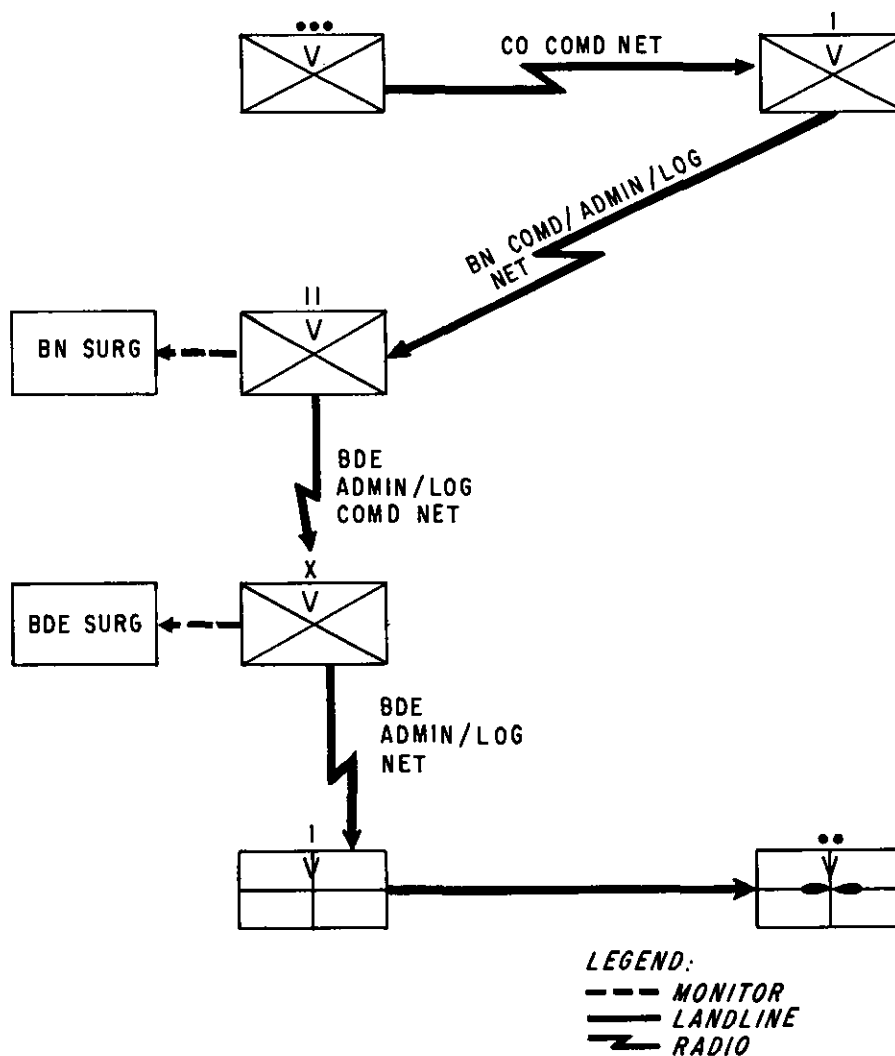 CO COMD NET
I
V
V
BN COMD/ADMIN/LOG
NET
II
V
BN SURG
BDE
ADMIN/LOG
COMD NET
X
V
BDE SURG
BDE
ADMIN/LOG
NET
I
V
V
LEGEND:
MONITOR
LANDLINE
RADIO